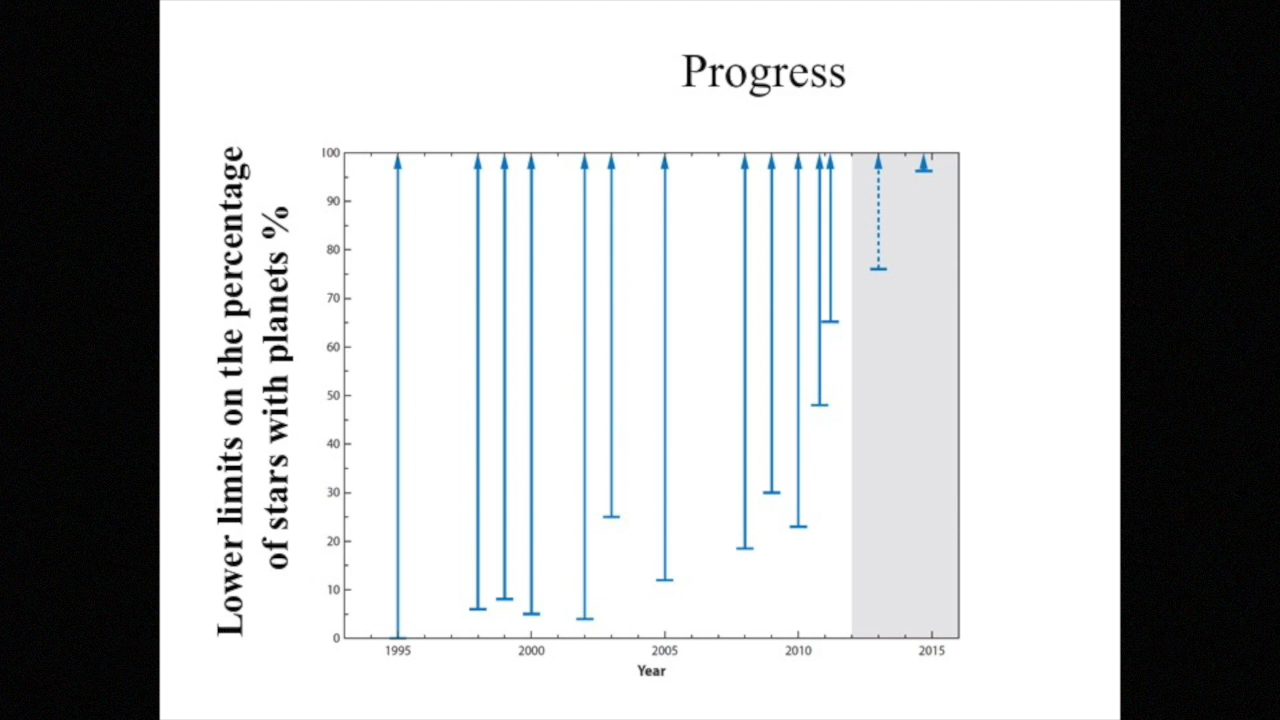 Progress
Lower limits on the percentage
of stars with planets %
100
90
80
70
60
50
40
30
20
10
0
1995 2000 2005 2010 2015
Year